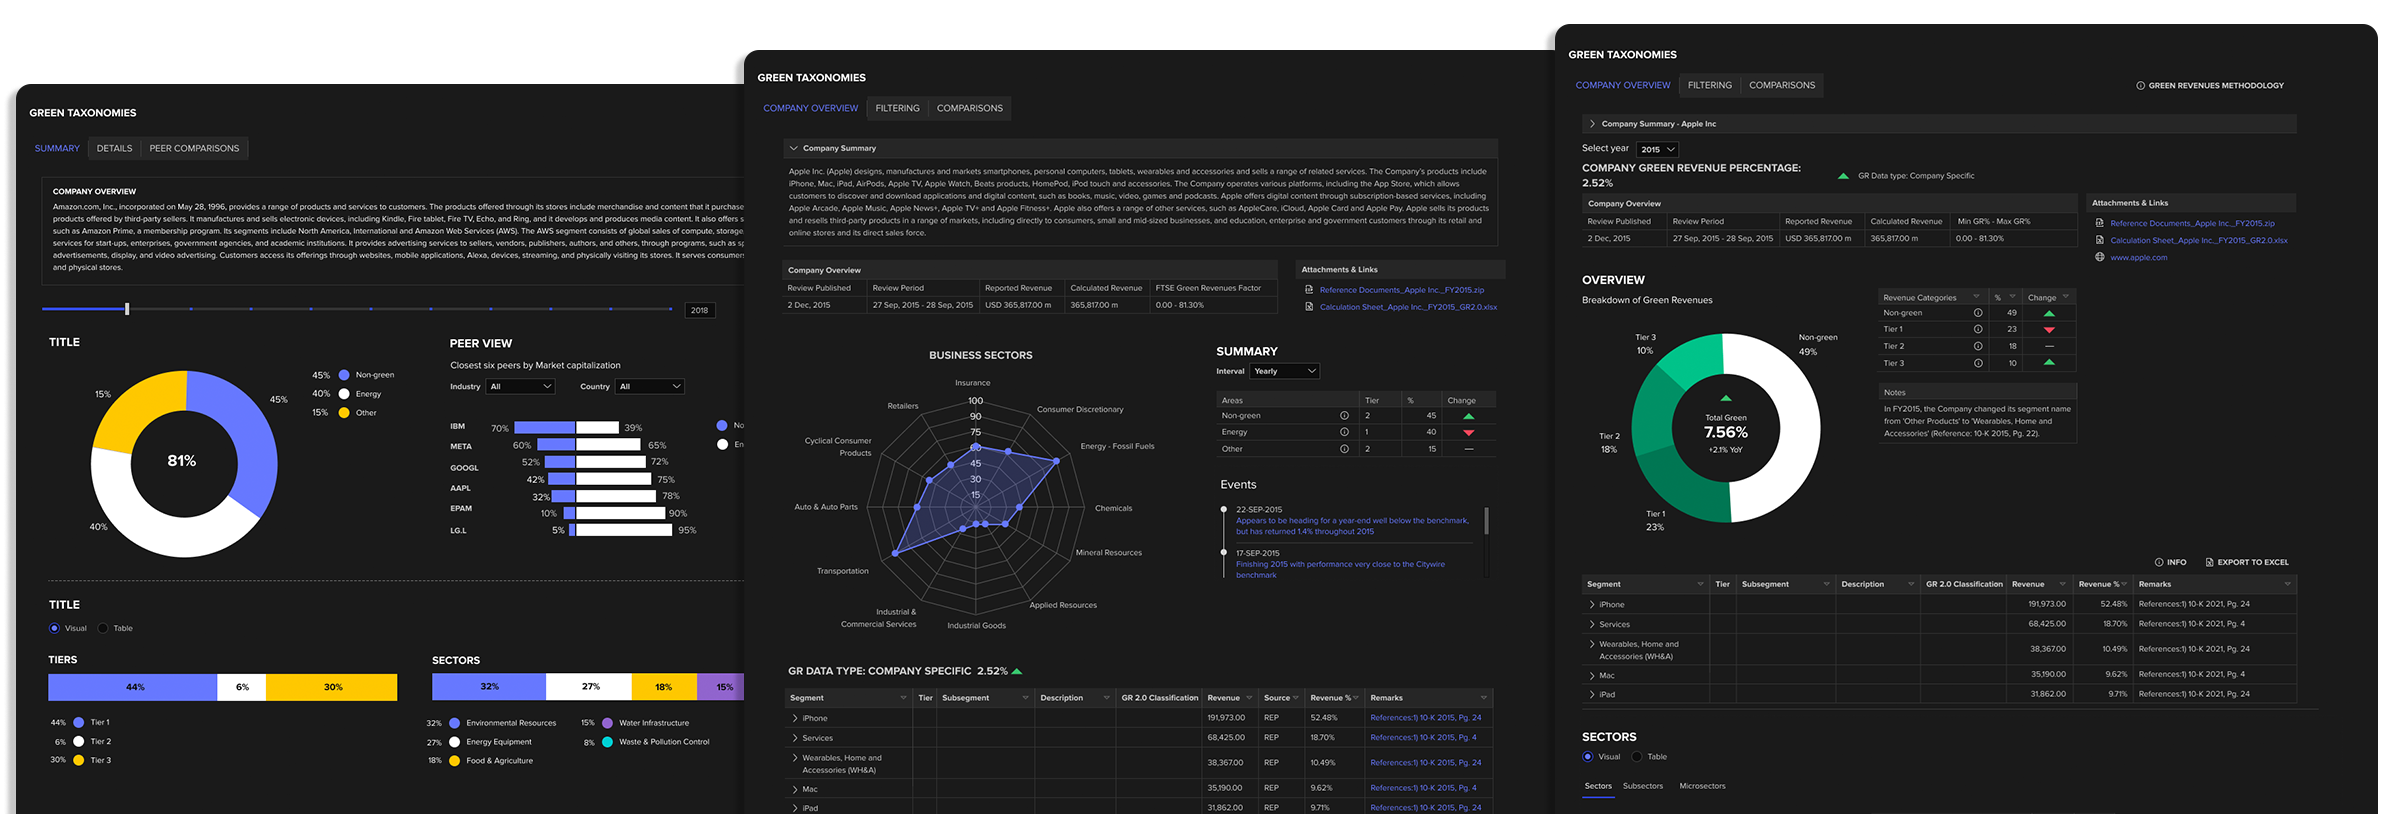 GREEN TAXONOMIES
SUMMARY DETAILS PEER COMPARISONS
COMPANY OVERVIEW
Amazon.com, Inc., incorporated on May 28, 1996, provides a range of products and services to customers. The products offered through its stores include merchandise and content that it purchase
products offered by third-party sellers. It manufactures and sells electronic devices, including Kindle, Fire tablet, Fire TV, Echo, and Ring, and it develops and produces media content. It also offers s
such as Amazon Prime, a membership program. Its segments include North America, International and Amazon Web Services (AWS). The AWS segment consists of global sales of compute, storage,
services for start-ups, enterprises, government agencies, and academic institutions. It provides advertising services to sellers, vendors, publishers, authors, and others, through programs, such as sp
advertisements, display, and video advertising. Customers access its offerings through websites, mobile applications, Alexa, devices, streaming, and physically visiting its stores. It serves consumers
and physical stores.
2018
TITLE
15%
45%
81%
40%
45% Non-green
40% Energy
15% Other
PEER VIEW
Closest six peers by Market capitalization
Industry All Country All
IBM 70% 39%
META 60% 65%
GOOGL 52% 72%
AAPL 42% 75%
32% 78%
EPAM 10% 90%
LG.L 5% 95%
No
En
TITLE
Visual Table
TIERS
44% 6% 30%
44% Tier 1
6% Tier 2
30% Tier 3
SECTORS
32% 27% 18% 15%
32% Environmental Resources 15% Water Infrastructure
27% Energy Equipment 8% Waste & Pollution Control
18% Food & Agriculture
GREEN TAXONOMIES
COMPANY OVERVIEW FILTERING COMPARISONS
Company Summary
Apple Inc. (Apple) designs, manufactures and markets smartphones, personal computers, tablets, wearables and accessories and sells a range of related services. The Company's products include
iPhone, Mac, iPad, AirPods, Apple TV, Apple Watch, Beats products, HomePod, iPod touch and accessories. The Company operates various platforms, including the App Store, which allows
customers to discover and download applications and digital content, such as books, music, video, games and podcasts. Apple offers digital content through subscription-based services, including
Apple Arcade, Apple Music, Apple News+, Apple TV+ and Apple Fitness+. Apple also offers a range of other services, such as AppleCare, iCloud, Apple Card and Apple Pay. Apple sells its products
and resells third-party products in a range of markets, including directly to consumers, small and mid-sized businesses, and education, enterprise and government customers through its retail and
online stores and its direct sales force.
Company Overview
Review Published Review Period Reported Revenue Calculated Revenue FTSE Green Revenues Factor
2 Dec, 2015 27 Sep, 2015 - 28 Sep, 2015 USD 365,817.00 m 365,817.00 m 0.00 - 81.30%
Attachments & Links
Reference Documents_Apple Inc._FY2015.zip
Calculation Sheet_Apple Inc._FY2015_GR2.0.xlsx
BUSINESS SECTORS
Insurance
Retailers
Consumer Discretionary
Cyclical Consumer
Products
Energy - Fossil Fuels
Auto & Auto Parts
Chemicals
Transportation
Mineral Resources
Industrial &
Commercial Services
Industrial Goods
Applied Resources
100
90
75
60
45
30
15
SUMMARY
Interval Yearly
Areas Tier % Change
Non-green 2 45
Energy 1 40
Other 2 15 —
Events
22-SEP-2015
Appears to be heading for a year-end well below the benchmark,
but has returned 1.4% throughout 2015
17-SEP-2015
Finishing 2015 with performance very close to the Citywire
benchmark
GR DATA TYPE: COMPANY SPECIFIC 2.52%
Segment Tier Subsegment Description GR 2.0 Classification Revenue Source Revenue % Remarks
iPhone 191,973.00 REP 52.48% References:1) 10-K 2015, Pg. 24
Services 68,425.00 REP 18.70% References:1) 10-K 2015, Pg. 4
Wearables, Home and
Accessories (WH&A) 38,367.00 REP 10.49% References:1) 10-K 2015, Pg. 24
Mac 35,190.00 REP 9.62% References:1) 10-K 2015, Pg. 4
iPad 31,862.00 REP 9.71% References:1) 10-K 2015, Pg. 24
GREEN TAXONOMIES
COMPANY OVERVIEW FILTERING COMPARISONS
GREEN REVENUES METHODOLOGY
Company Summary - Apple Inc
Select year 2015
COMPANY GREEN REVENUE PERCENTAGE:
2.52%
GR Data type: Company Specific
Company Overview
Review Published Review Period Reported Revenue Calculated Revenue Min GR% - Max GR%
2 Dec, 2015 27 Sep, 2015 - 28 Sep, 2015 USD 365,817.00 m 365,817.00 m 0.00 - 81.30%
Attachments & Links
Reference Documents_Apple Inc._FY2015.zip
Calculation Sheet_Apple Inc._FY2015_GR2.0.xlsx
www.apple.com
OVERVIEW
Breakdown of Green Revenues
Tier 3
10%
Non-green
49%
Tier 2
18%
Tier 1
23%
Total Green
7.56%
+2.1% YoY
Revenue Categories % Change
Non-green 49
Tier 1 23
Tier 2 18 —
Tier 3 10
Notes
In FY2015, the Company changed its segment name
from 'Other Products' to 'Wearables, Home and
Accessories' (Reference: 10-K 2015, Pg. 22).
INFO EXPORT TO EXCEL
Segment Tier Subsegment Description GR 2.0 Classification Revenue Revenue % Remarks
iPhone 191,973.00 52.48% References:1) 10-K 2021, Pg. 24
Services 68,425.00 18.70% References:1) 10-K 2021, Pg. 4
Wearables, Home and
Accessories (WH&A) 38,367.00 10.49% References:1) 10-K 2021, Pg. 24
Mac 35,190.00 9.62% References:1) 10-K 2021, Pg. 4
iPad 31,862.00 9.71% References:1) 10-K 2021, Pg. 24
SECTORS
Visual Table
Sectors Subsectors Microsectors